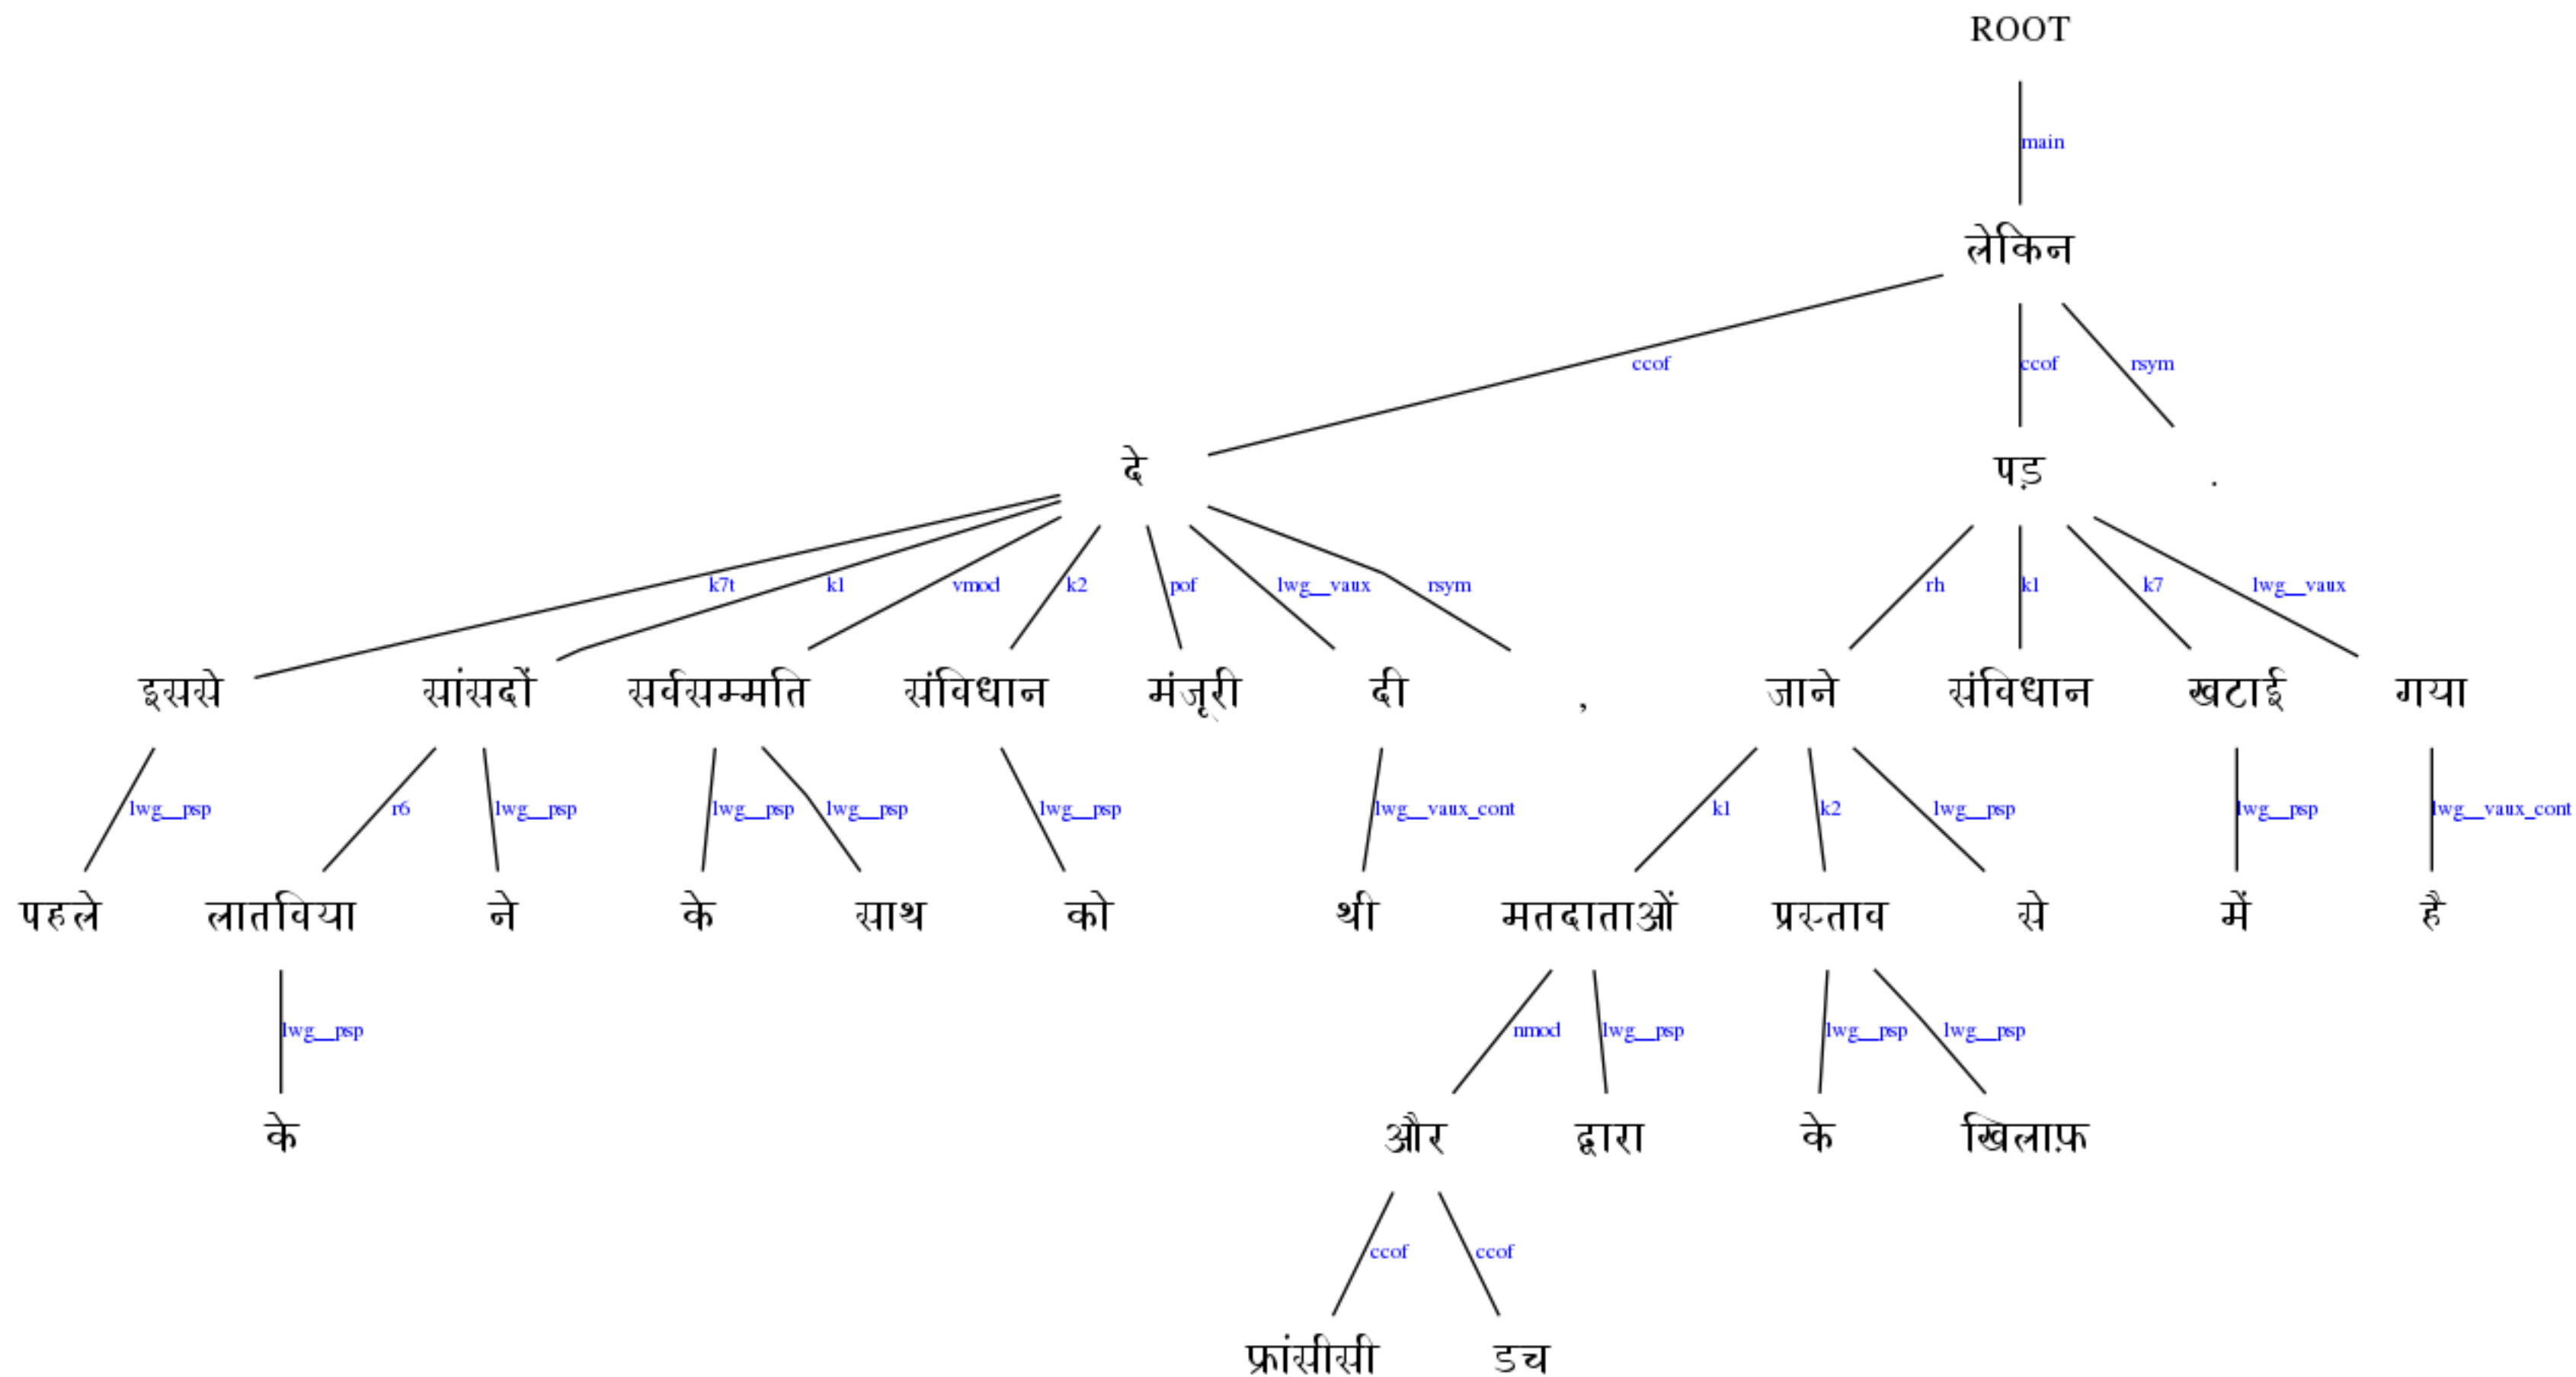 ROOT
main
लेकिन
ccof ccof rsym
दे पड़ .
k7t k1 vmod k2 pof lwg__vaux rsym rh k1 k7 lwg__vaux
इससे सांसदों सर्वसम्मति संविधान मंजूरी दी , जाने संविधान खटाई गया
lwg__psp r6 lwg__psp lwg__psp lwg__psp lwg__psp lwg__vaux_cont k1 k2 lwg__psp lwg__psp lwg__vaux_cont
पहले लातविया ने के साथ को थी मतदाताओं प्रस्ताव से में है
lwg__psp nmod lwg__psp lwg__psp lwg__psp
के और द्वारा के खिलाफ़
ccof ccof
फ्रांसीसी डच